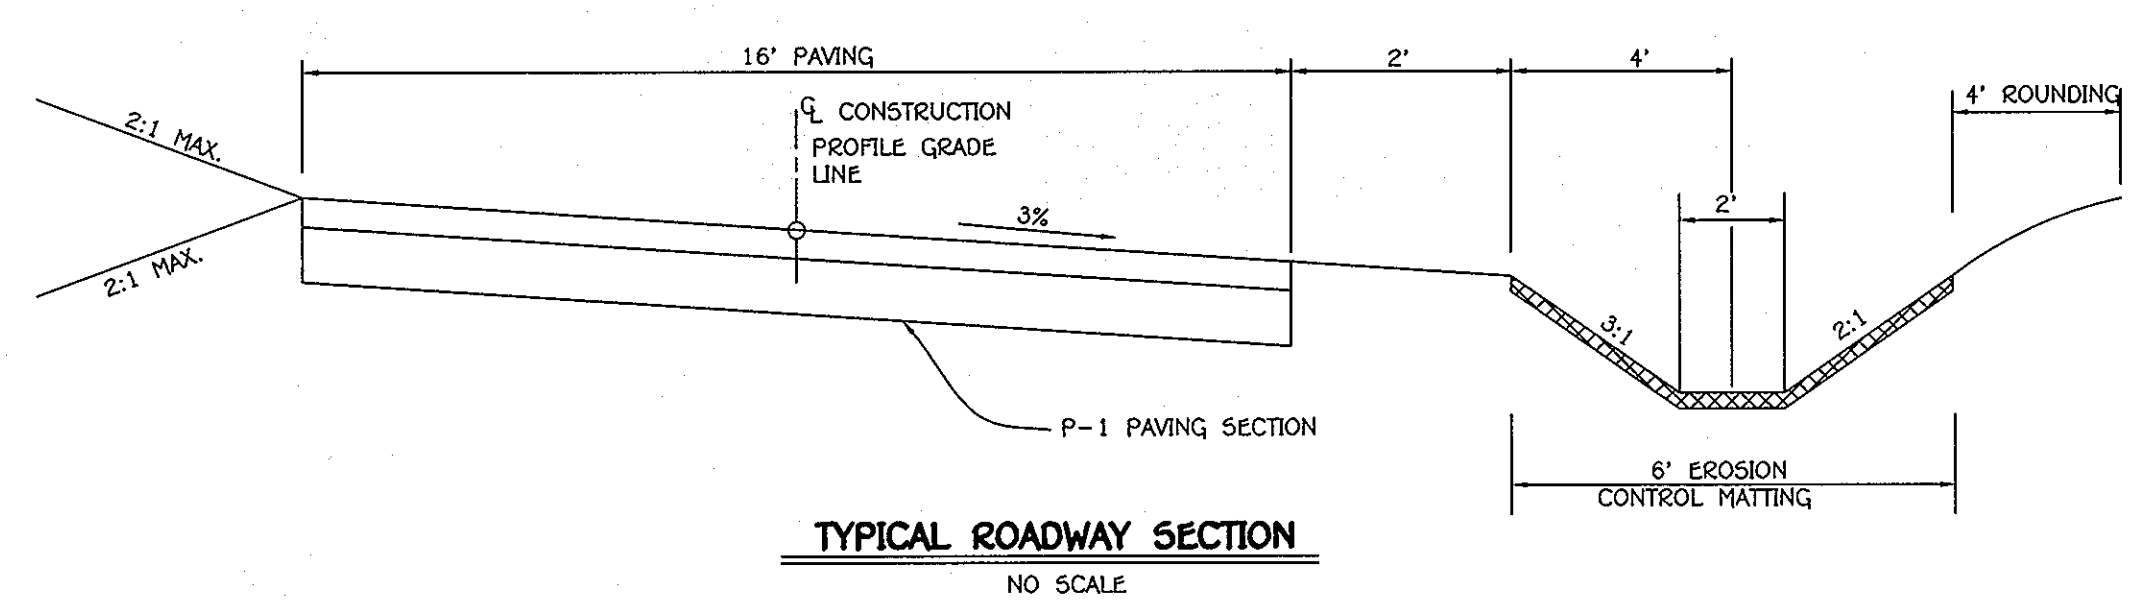 16' PAVING
2'
4'
4' ROUNDING
℄ CONSTRUCTION
PROFILE GRADE
LINE
2:1 MAX.
2:1 MAX.
3%
2'
3:1
2:1
P-1 PAVING SECTION
6' EROSION
CONTROL MATTING
TYPICAL ROADWAY SECTION
NO SCALE